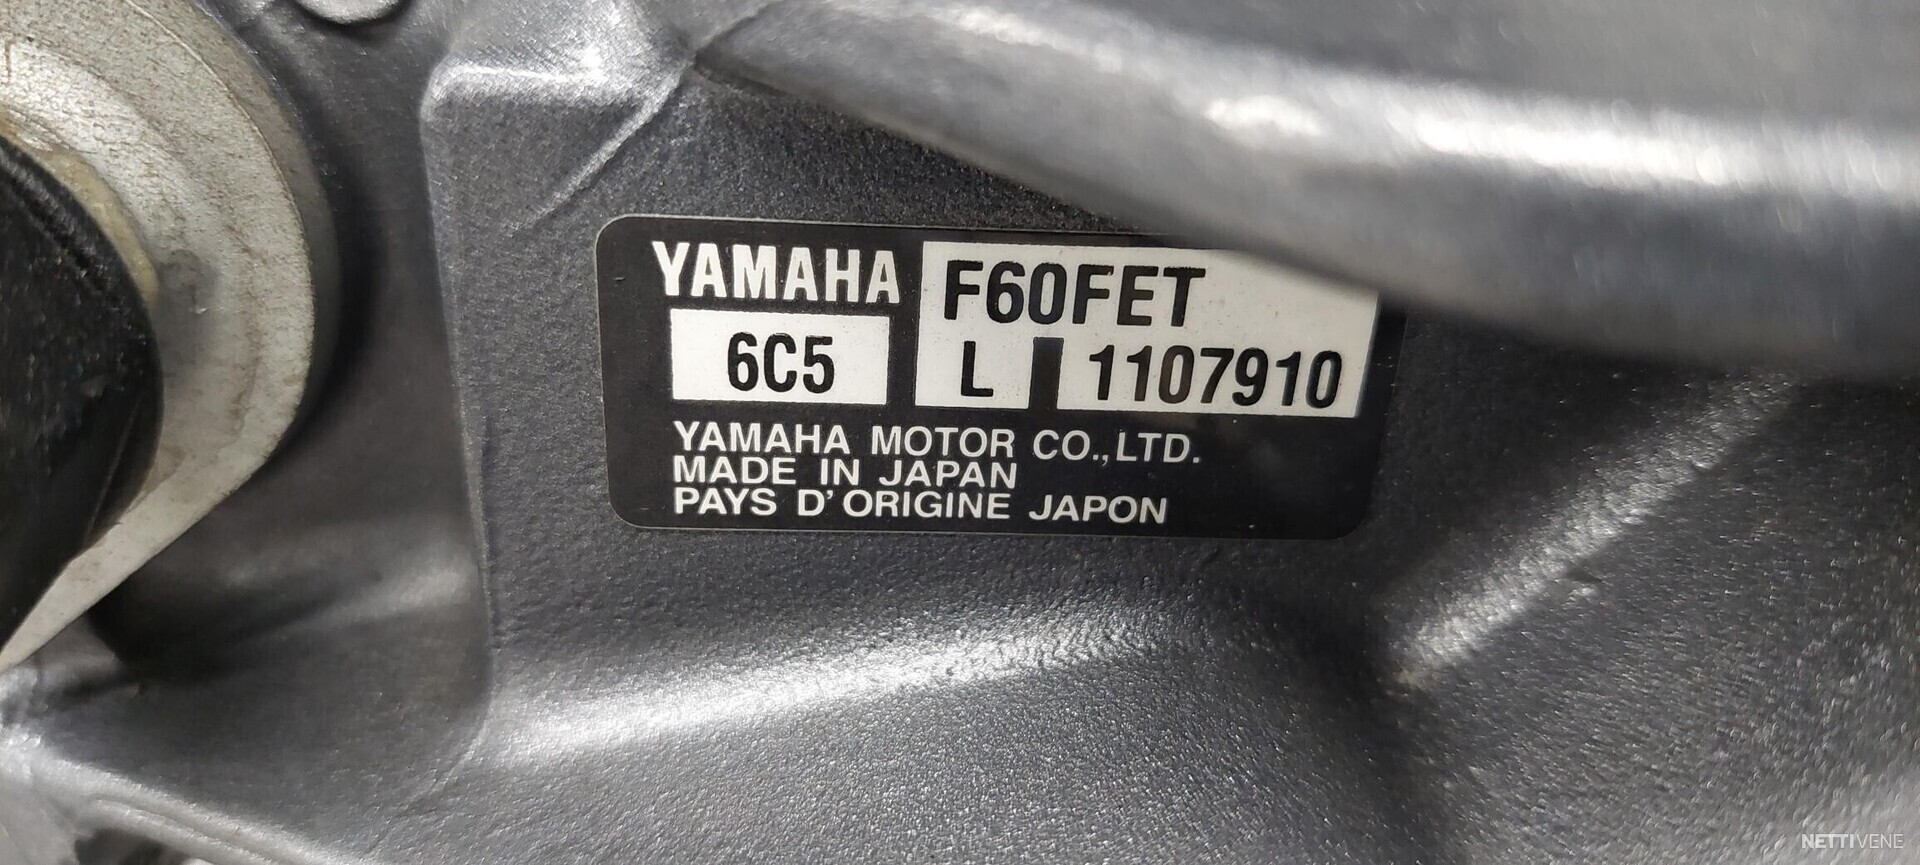 YAMAHA F60FET
6C5 L 1107910
YAMAHA MOTOR CO.,LTD.
MADE IN JAPAN
PAYS D'ORIGINE JAPON
NETTIVENE